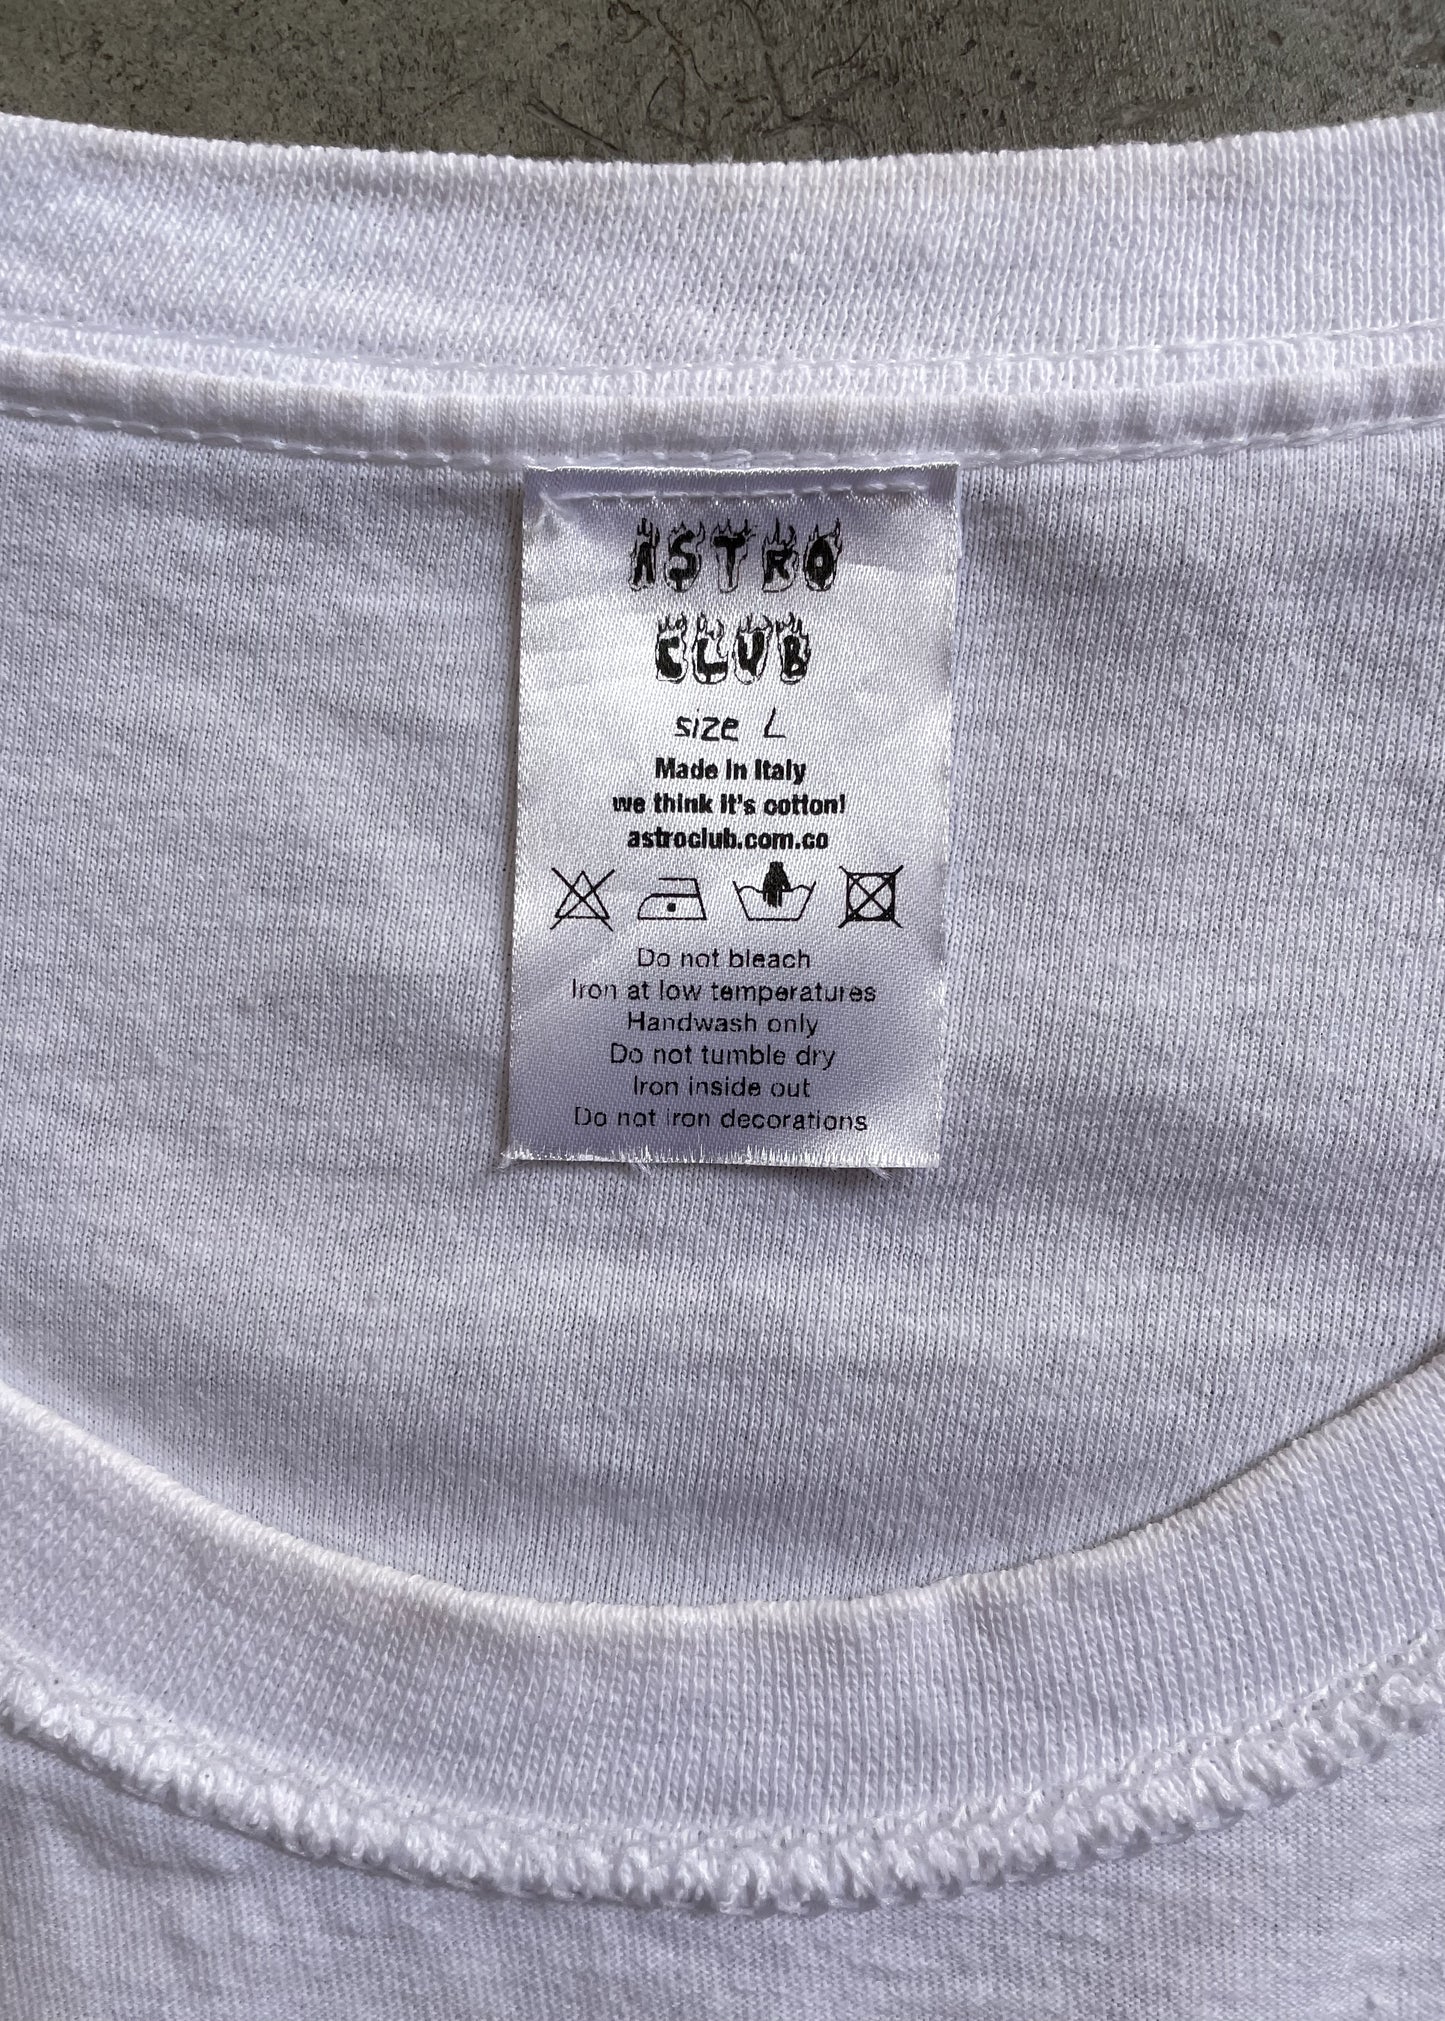 ASTRO
CLUB
size L
Made in Italy
we think it's cotton!
astroclub.com.co
Do not bleach
Iron at low temperatures
Handwash only
Do not tumble dry
Iron inside out
Do not iron decorations